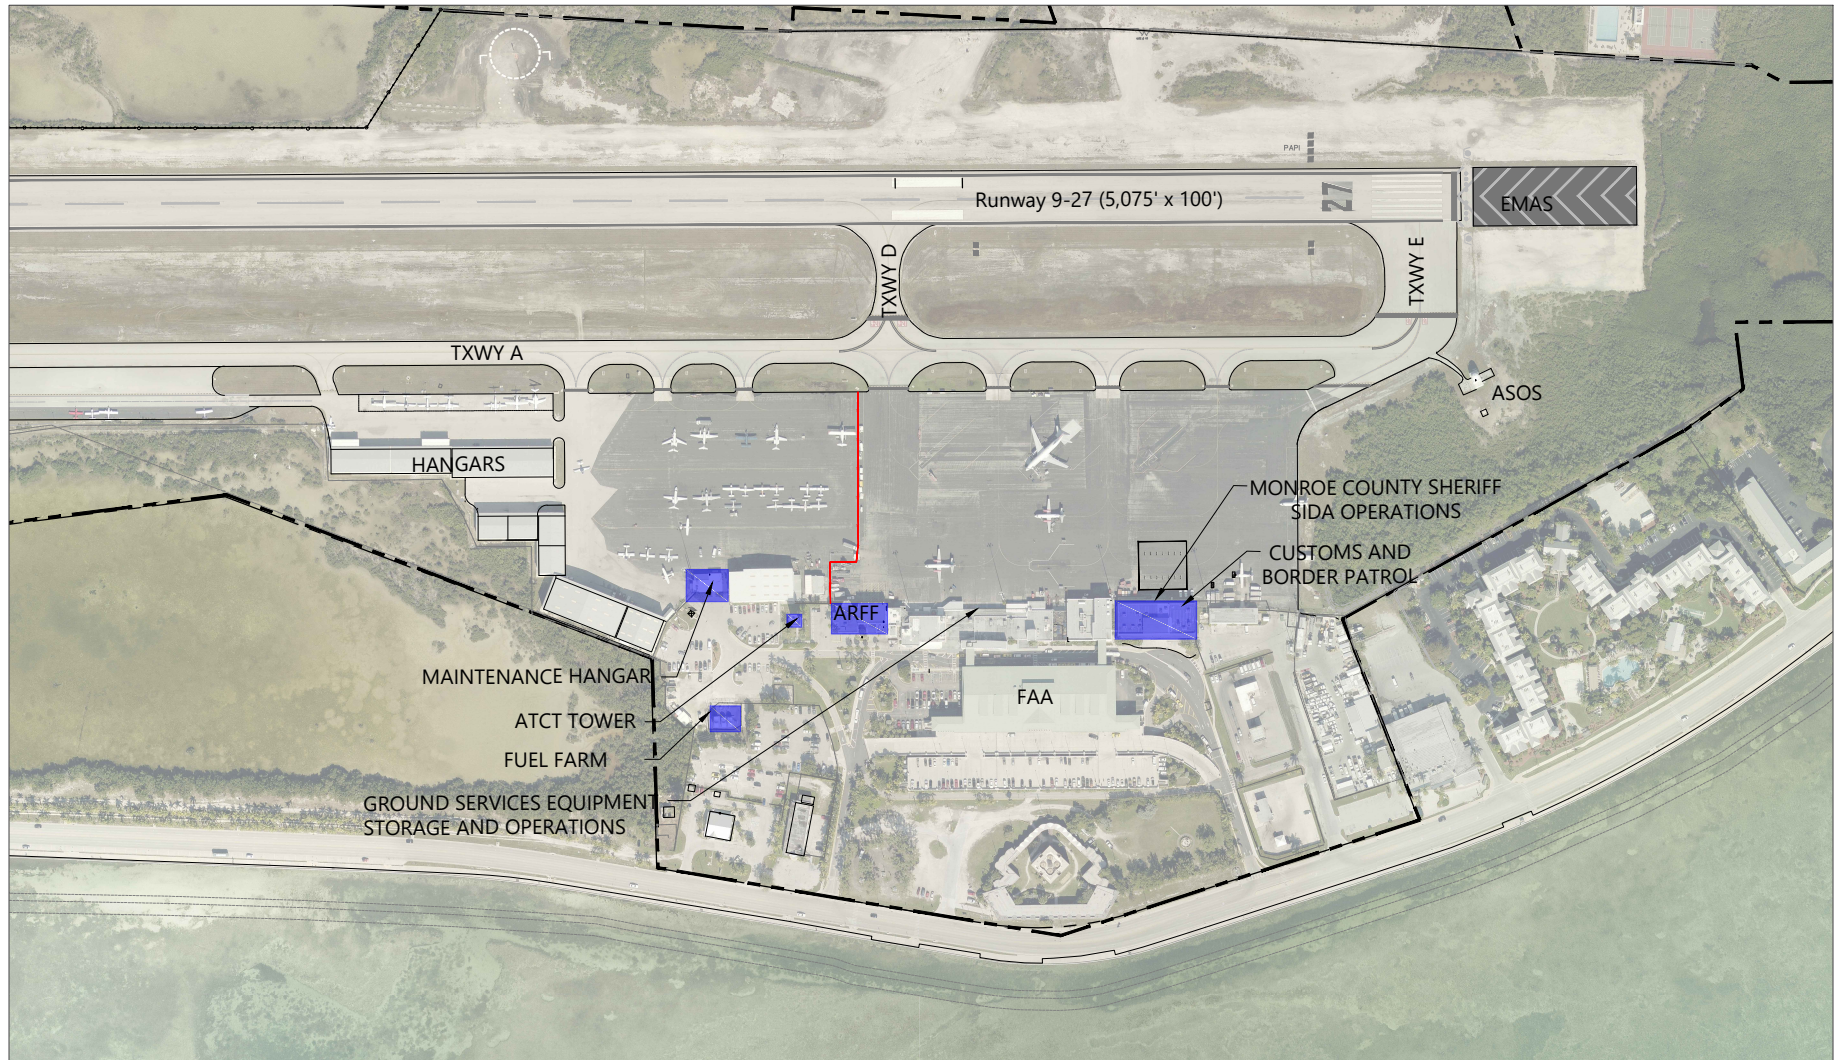 PAPI
Runway 9-27 (5,075' x 100')
27
EMAS
TXWY D
TXWY E
TXWY A
ASOS
HANGARS
MONROE COUNTY SHERIFF
SIDA OPERATIONS
CUSTOMS AND
BORDER PATROL
ARFF
MAINTENANCE HANGAR
FAA
ATCT TOWER
FUEL FARM
GROUND SERVICES EQUIPMENT
STORAGE AND OPERATIONS